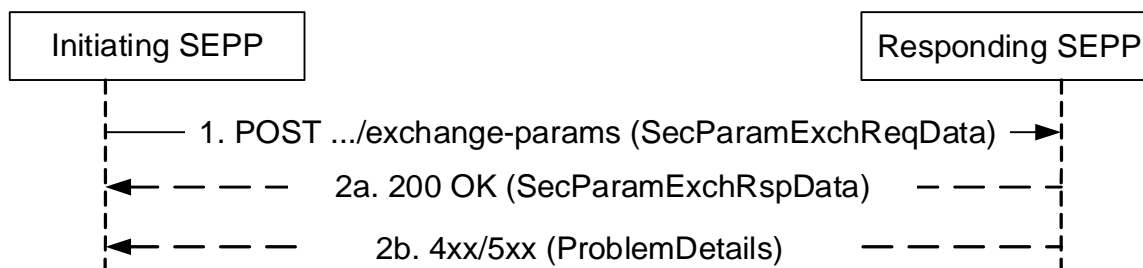 Initiating SEPP
Responding SEPP
1. POST .../exchange-params (SecParamExchReqData)
2a. 200 OK (SecParamExchRspData)
2b. 4xx/5xx (ProblemDetails)